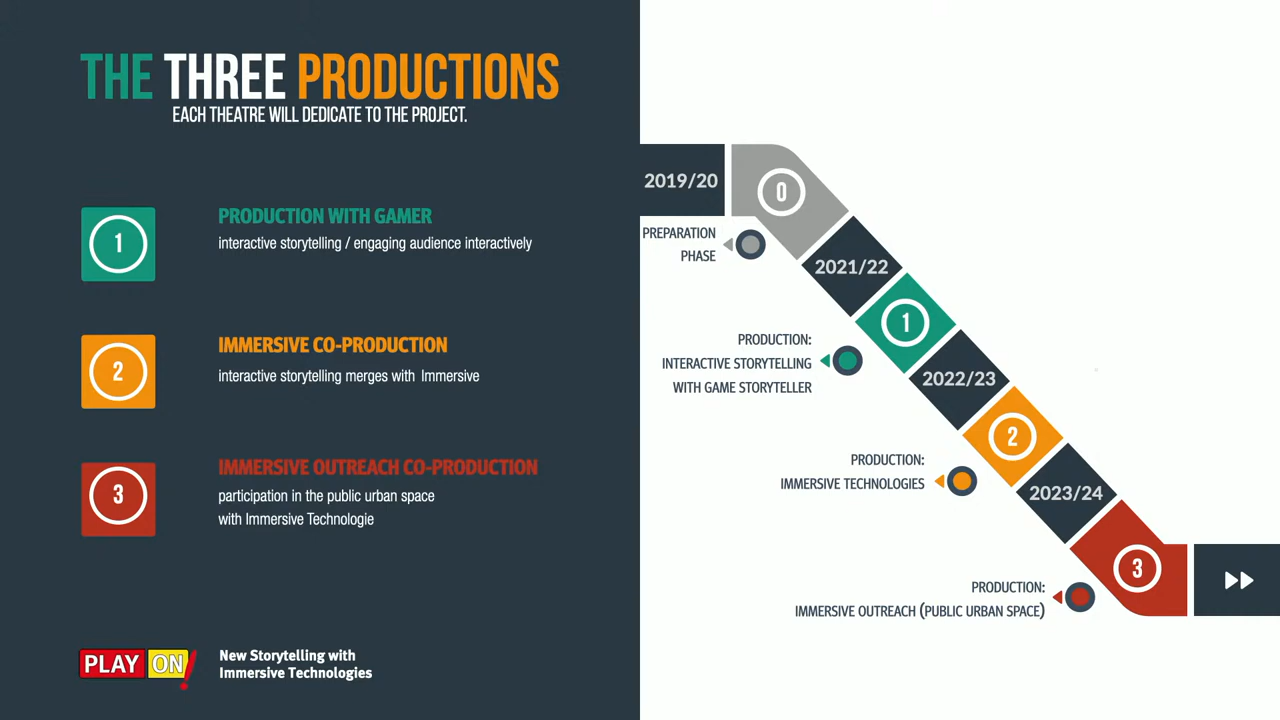 THE THREE PRODUCTIONS
EACH THEATRE WILL DEDICATE TO THE PROJECT.
1
PRODUCTION WITH GAMER
interactive storytelling / engaging audience interactively
2
IMMERSIVE CO-PRODUCTION
interactive storytelling merges with Immersive
3
IMMERSIVE OUTREACH CO-PRODUCTION
participation in the public urban space
with Immersive Technologie
PLAY ON!
New Storytelling with
Immersive Technologies
2019/20
0
PREPARATION
PHASE
2021/22
1
PRODUCTION:
INTERACTIVE STORYTELLING
WITH GAME STORYTELLER
2022/23
2
PRODUCTION:
IMMERSIVE TECHNOLOGIES
2023/24
3
PRODUCTION:
IMMERSIVE OUTREACH (PUBLIC URBAN SPACE)